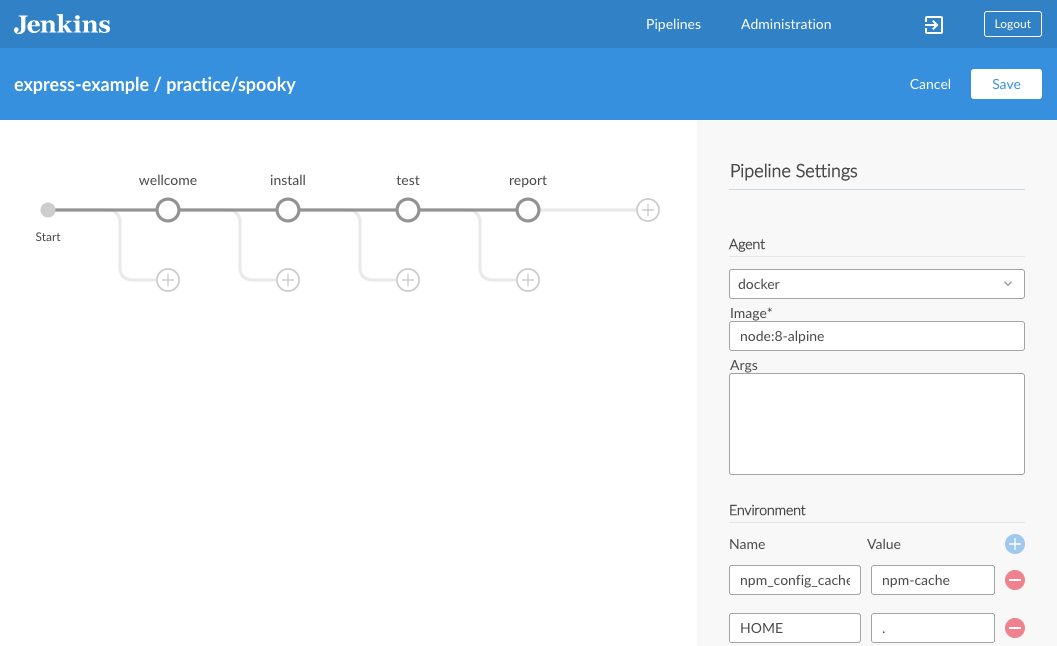 Jenkins Pipelines Administration Logout
express-example / practice/spooky Cancel Save
wellcome install test report
Start
Pipeline Settings
Agent
docker
Image*
node:8-alpine
Args
Environment
Name Value
npm_config_cache npm-cache
HOME .